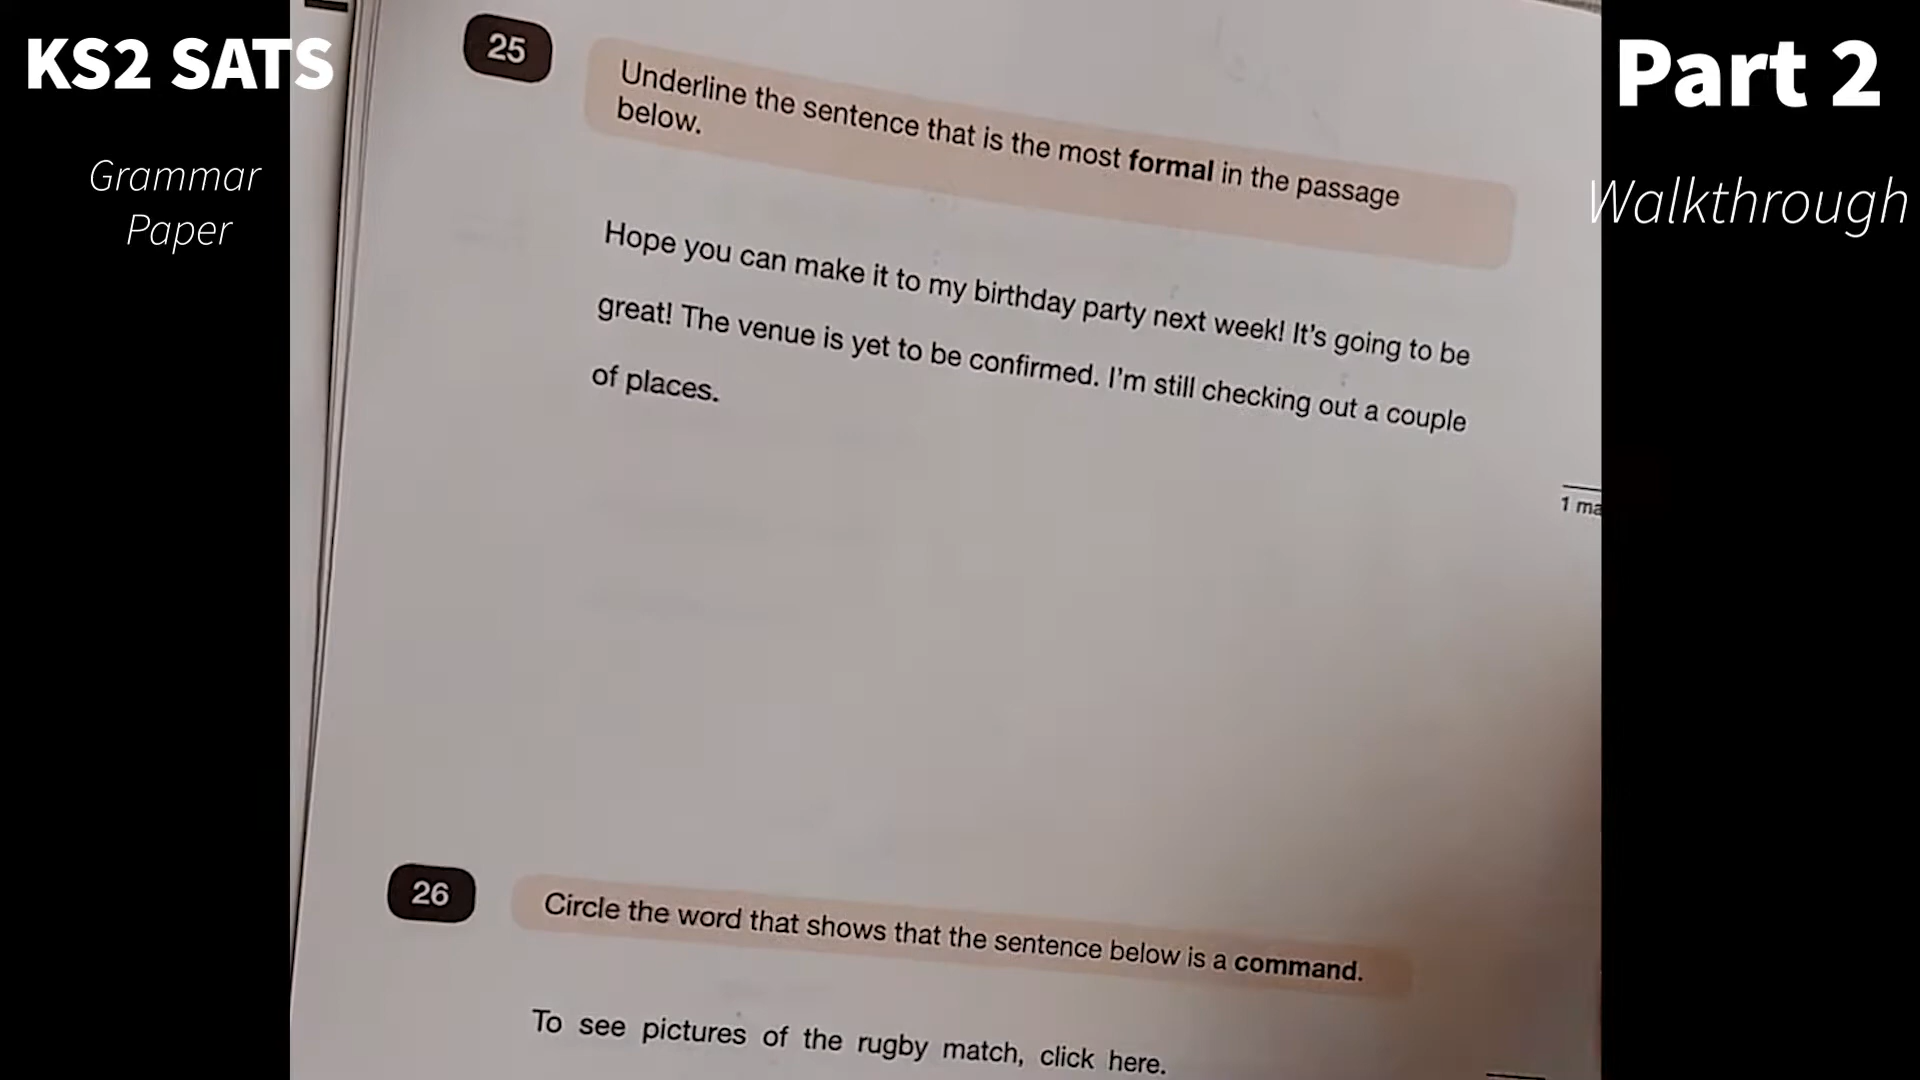 KS2 SATS
Grammar
Paper
Part 2
Walkthrough
25
Underline the sentence that is the most formal in the passage
below.
Hope you can make it to my birthday party next week! It's going to be
great! The venue is yet to be confirmed. I'm still checking out a couple
of places.
1 ma
26
Circle the word that shows that the sentence below is a command.
To see pictures of the rugby match, click here.